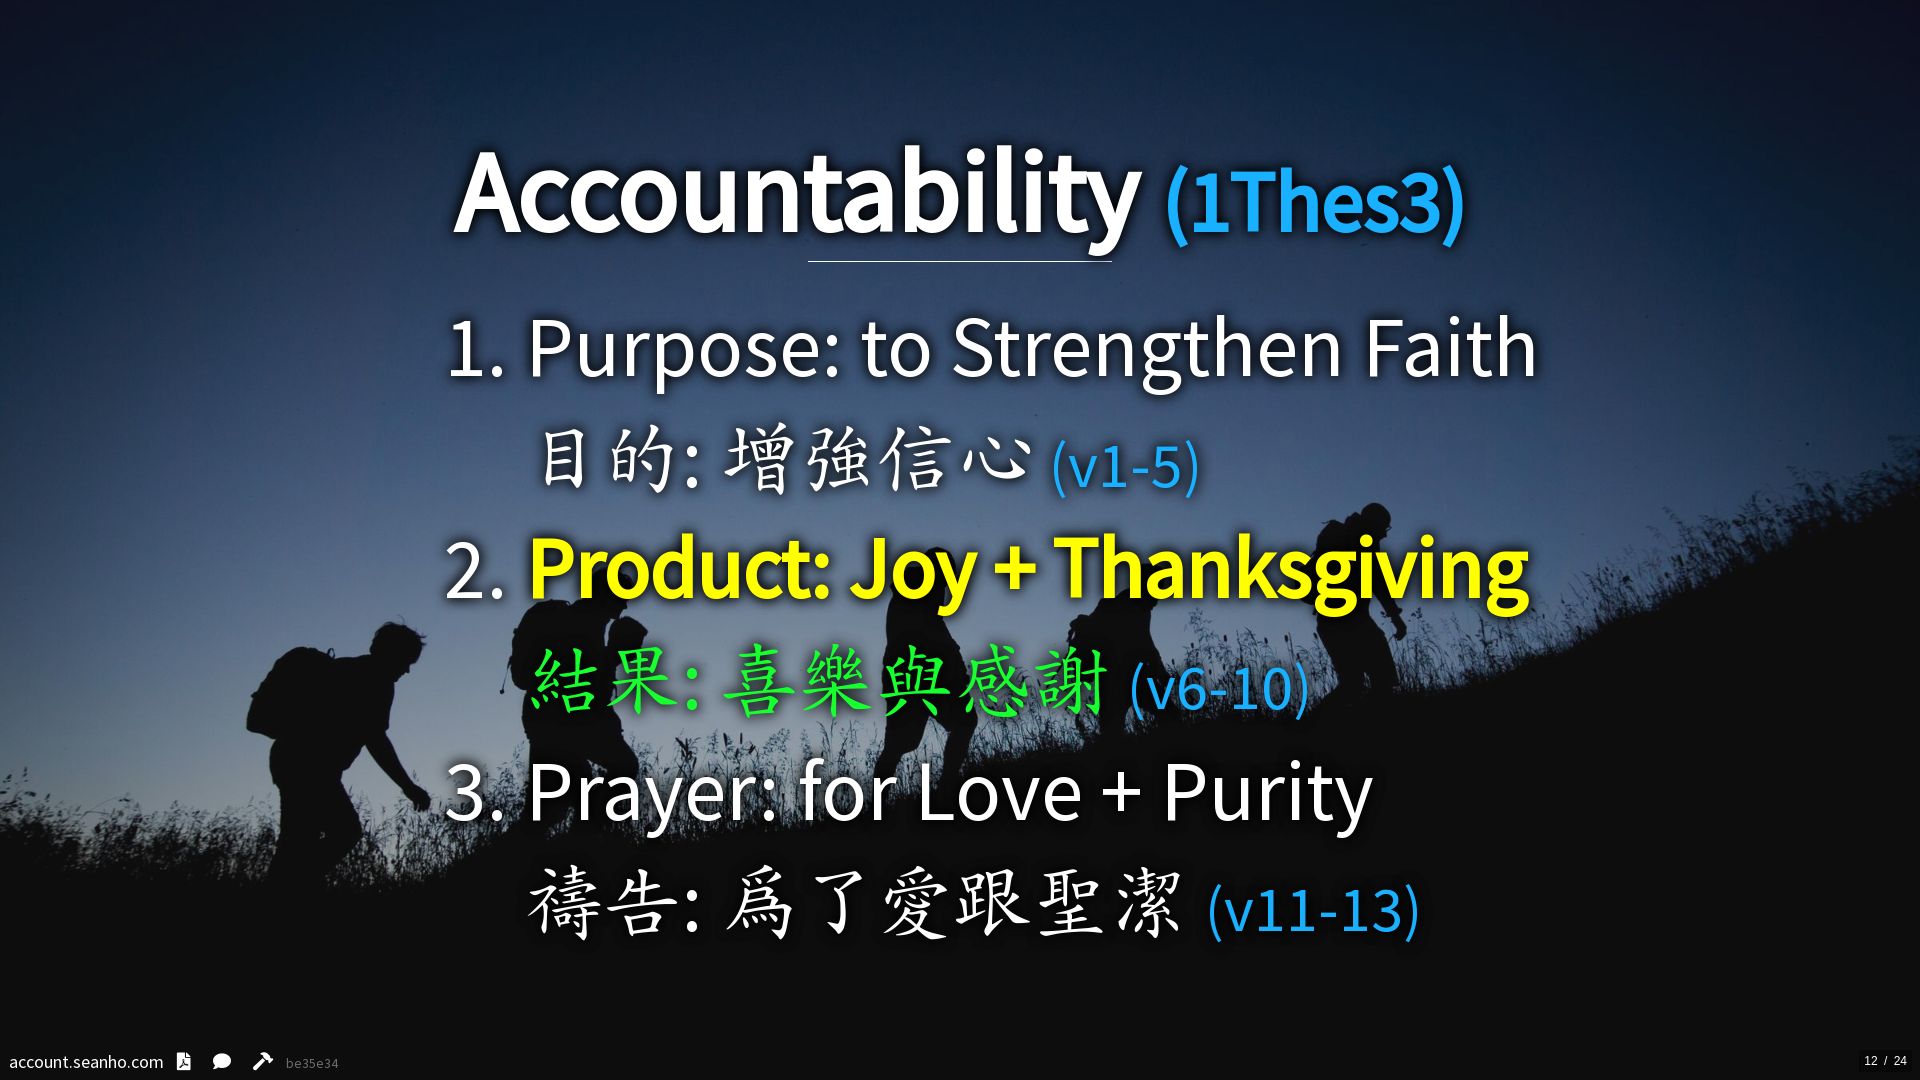 Accountability (1Thes3)
1. Purpose: to Strengthen Faith
目的: 增強信心 (v1-5)
2. Product: Joy + Thanksgiving
結果: 喜樂與感謝 (v6-10)
3. Prayer: for Love + Purity
禱告: 爲了愛跟聖潔 (v11-13)
account.seanho.com be35e34
12 / 24